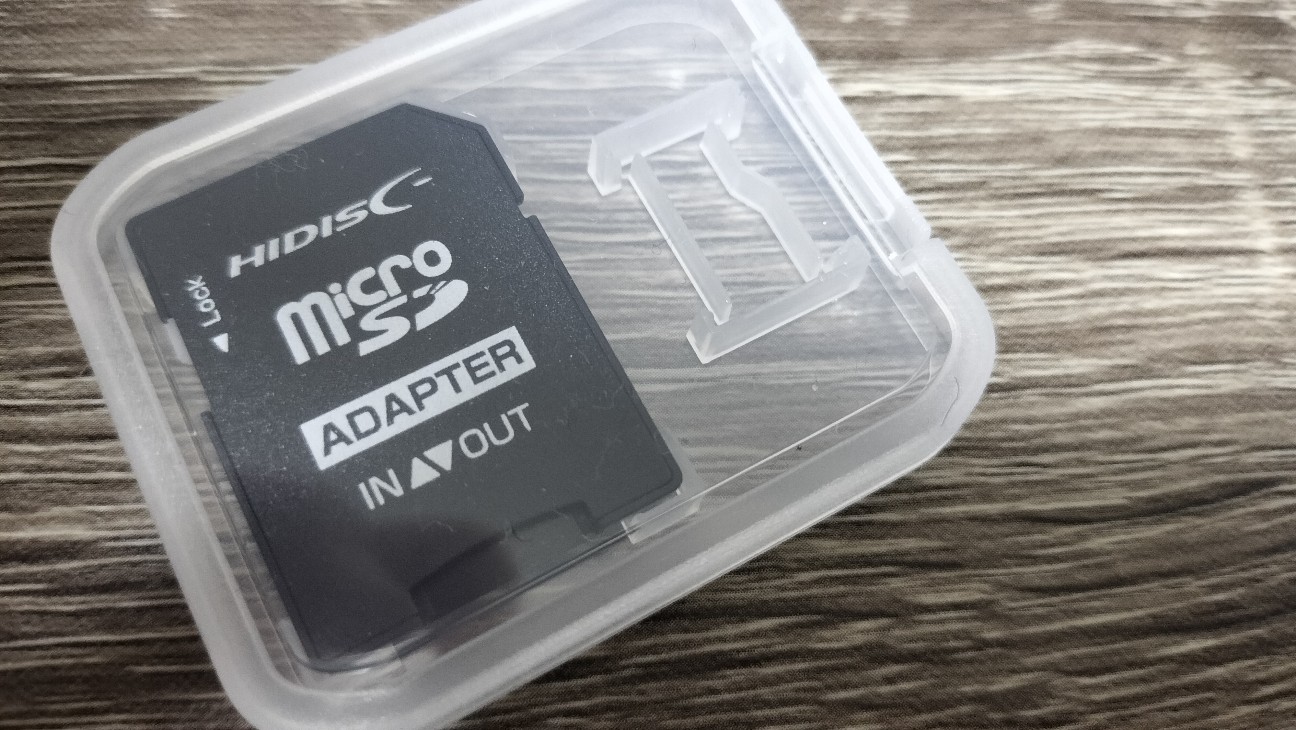 HIDISC
Lock
micro
SD
ADAPTER
IN ▲▼ OUT